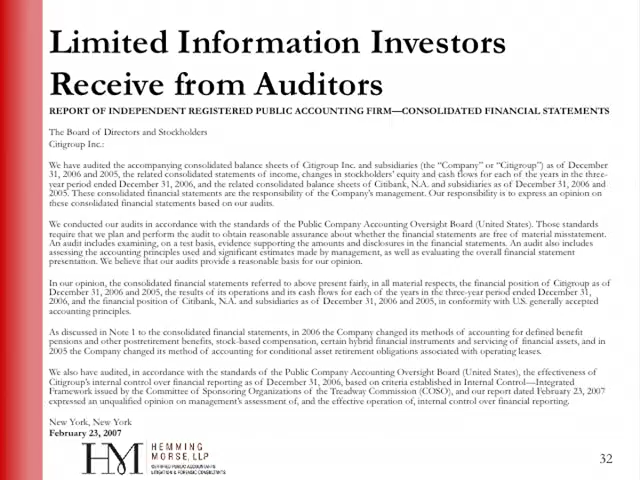 Limited Information Investors
Receive from Auditors
REPORT OF INDEPENDENT REGISTERED PUBLIC ACCOUNTING FIRM—CONSOLIDATED FINANCIAL STATEMENTS
The Board of Directors and Stockholders
Citigroup Inc.:
We have audited the accompanying consolidated balance sheets of Citigroup Inc. and subsidiaries (the “Company” or “Citigroup”) as of December
31, 2006 and 2005, the related consolidated statements of income, changes in stockholders’ equity and cash flows for each of the years in the three-
year period ended December 31, 2006, and the related consolidated balance sheets of Citibank, N.A. and subsidiaries as of December 31, 2006 and
2005. These consolidated financial statements are the responsibility of the Company’s management. Our responsibility is to express an opinion on
these consolidated financial statements based on our audits.
We conducted our audits in accordance with the standards of the Public Company Accounting Oversight Board (United States). Those standards
require that we plan and perform the audit to obtain reasonable assurance about whether the financial statements are free of material misstatement.
An audit includes examining, on a test basis, evidence supporting the amounts and disclosures in the financial statements. An audit also includes
assessing the accounting principles used and significant estimates made by management, as well as evaluating the overall financial statement
presentation. We believe that our audits provide a reasonable basis for our opinion.
In our opinion, the consolidated financial statements referred to above present fairly, in all material respects, the financial position of Citigroup as of
December 31, 2006 and 2005, the results of its operations and its cash flows for each of the years in the three-year period ended December 31,
2006, and the financial position of Citibank, N.A. and subsidiaries as of December 31, 2006 and 2005, in conformity with U.S. generally accepted
accounting principles.
As discussed in Note 1 to the consolidated financial statements, in 2006 the Company changed its methods of accounting for defined benefit
pensions and other postretirement benefits, stock-based compensation, certain hybrid financial instruments and servicing of financial assets, and in
2005 the Company changed its method of accounting for conditional asset retirement obligations associated with operating leases.
We also have audited, in accordance with the standards of the Public Company Accounting Oversight Board (United States), the effectiveness of
Citigroup’s internal control over financial reporting as of December 31, 2006, based on criteria established in Internal Control—Integrated
Framework issued by the Committee of Sponsoring Organizations of the Treadway Commission (COSO), and our report dated February 23, 2007
expressed an unqualified opinion on management’s assessment of, and the effective operation of, internal control over financial reporting.
New York, New York
February 23, 2007
HM
HEMMING
MORSE, LLP
CERTIFIED PUBLIC ACCOUNTANTS
LITIGATION & FORENSIC CONSULTANTS
32